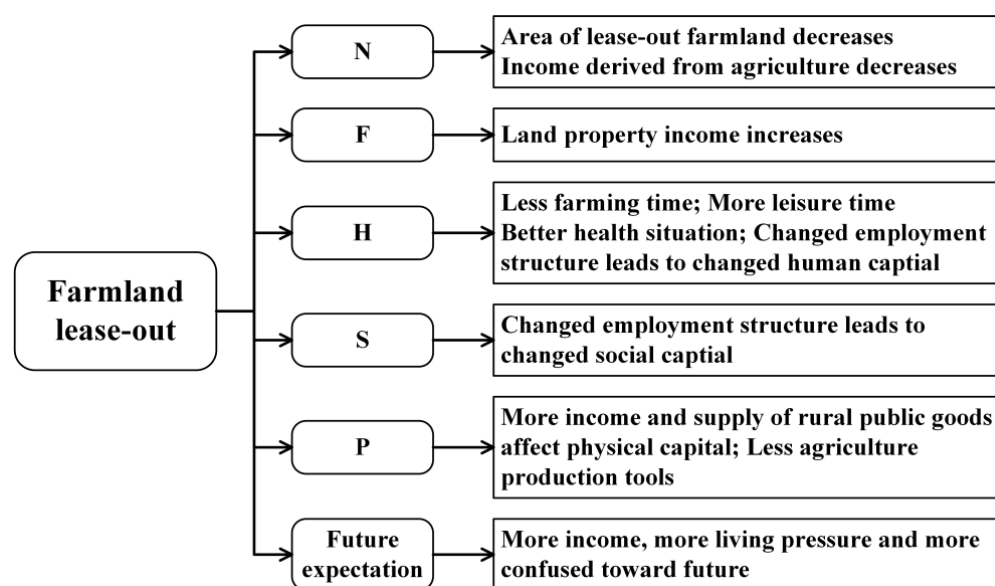 N
Area of lease-out farmland decreases
Income derived from agriculture decreases
F
Land property income increases
H
Less farming time; More leisure time
Better health situation; Changed employment
structure leads to changed human captial
Farmland
lease-out
S
Changed employment structure leads to
changed social captial
P
More income and supply of rural public goods
affect physical capital; Less agriculture
production tools
Future
expectation
More income, more living pressure and more
confused toward future